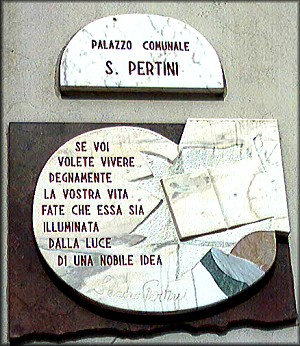 PALAZZO COMUNALE
S. PERTINI
SE VOI
VOLETE VIVERE
DEGNAMENTE
LA VOSTRA VITA
FATE CHE ESSA SIA
ILLUMINATA
DALLA LUCE
DI UNA NOBILE IDEA
Sandro Pertini